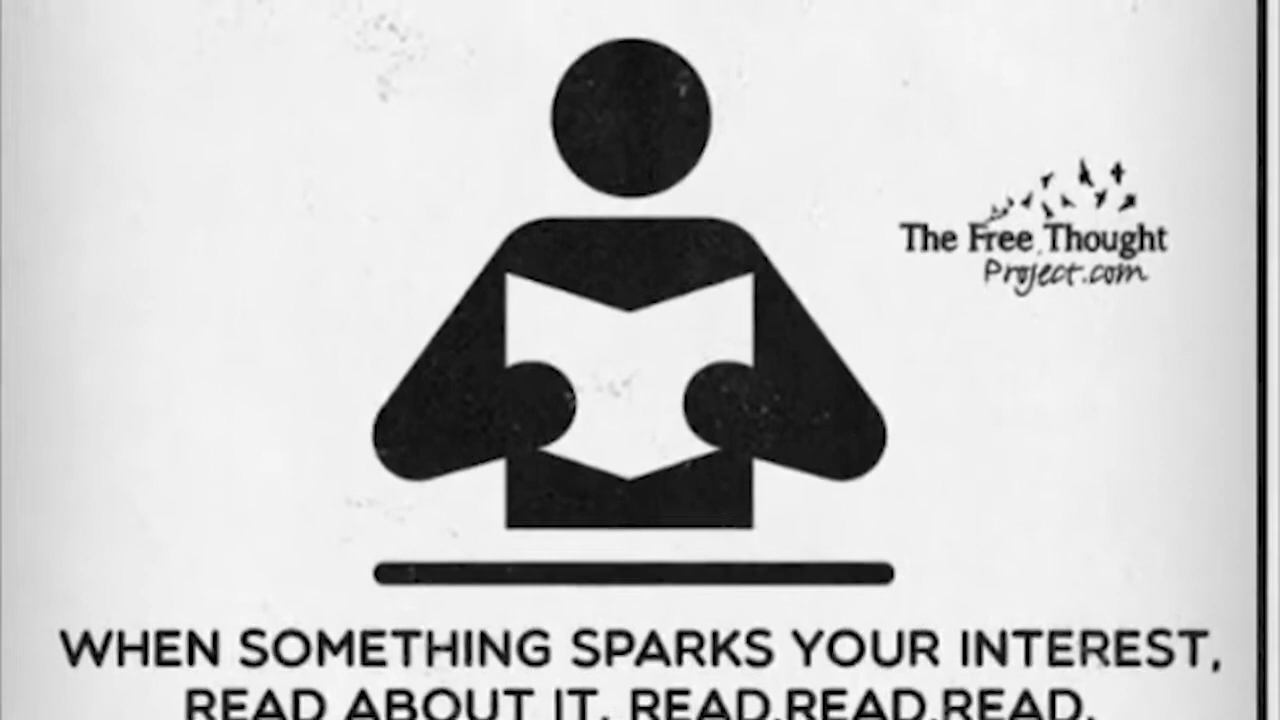 The Free Thought
Project.com
WHEN SOMETHING SPARKS YOUR INTEREST,
READ ABOUT IT. READ.READ.READ.